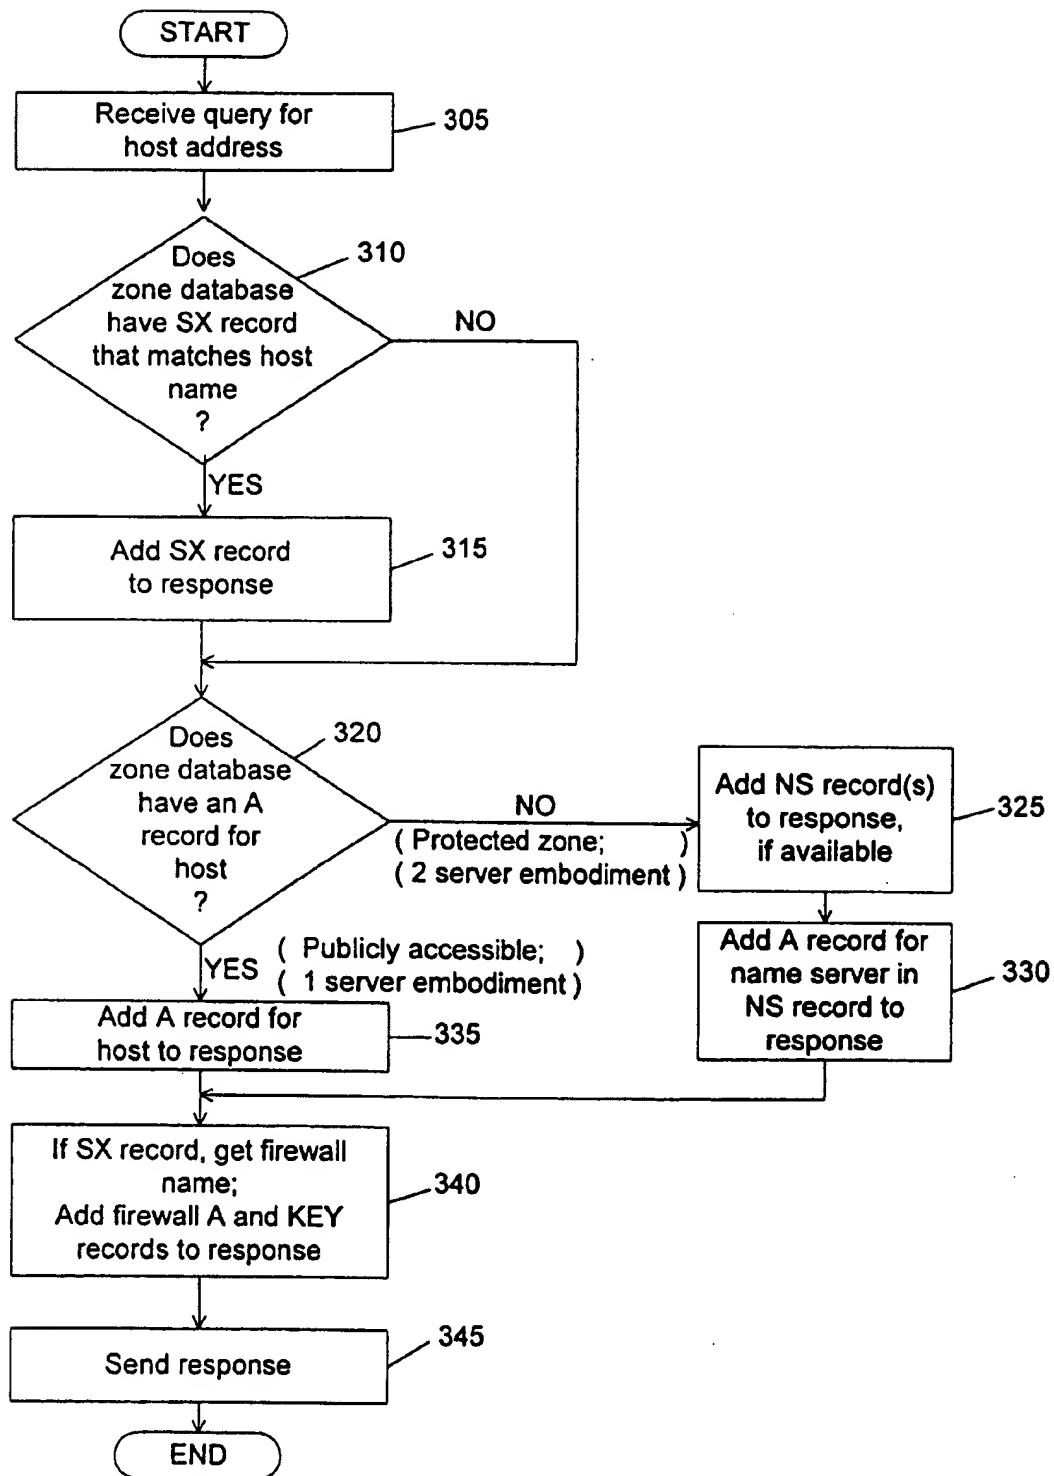 START
Receive query for
host address
305
Does
zone database
have SX record
that matches host
name
?
310
NO
YES
Add SX record
to response
315
Does
zone database
have an A
record for
host
?
320
NO
( Protected zone; )
( 2 server embodiment )
Add NS record(s)
to response,
if available
325
Add A record for
name server in
NS record to
response
330
YES
( Publicly accessible; )
( 1 server embodiment )
Add A record for
host to response
335
If SX record, get firewall
name;
Add firewall A and KEY
records to response
340
Send response
345
END